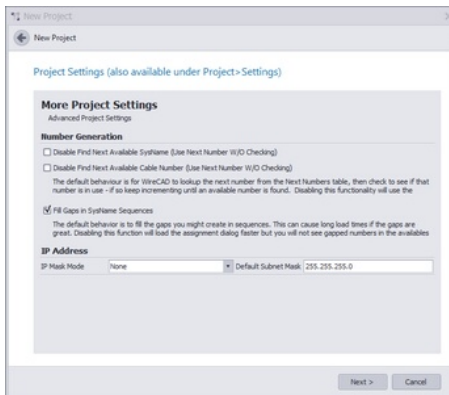 New Project
New Project
Project Settings (also available under Project>Settings)
More Project Settings
Advanced Project Settings
Number Generation
Disable Find Next Available SysName (Use Next Number W/O Checking)
Disable Find Next Available Cable Number (Use Next Number W/O Checking)
The default behaviour is for WireCAD to lookup the next number from the Next Numbers table, then check to see if that
number is in use - if so keep incrementing until an available number is found. Disabling this functionality will use the
Fill Gaps in SysName Sequences
The default behavior is to fill the gaps you might create in sequences. This can cause long load times if the gaps are
great. Disabling this function will load the assignment dialog faster but you will not see gapped numbers in the availables
IP Address
IP Mask Mode None Default Subnet Mask 255.255.255.0
Next > Cancel